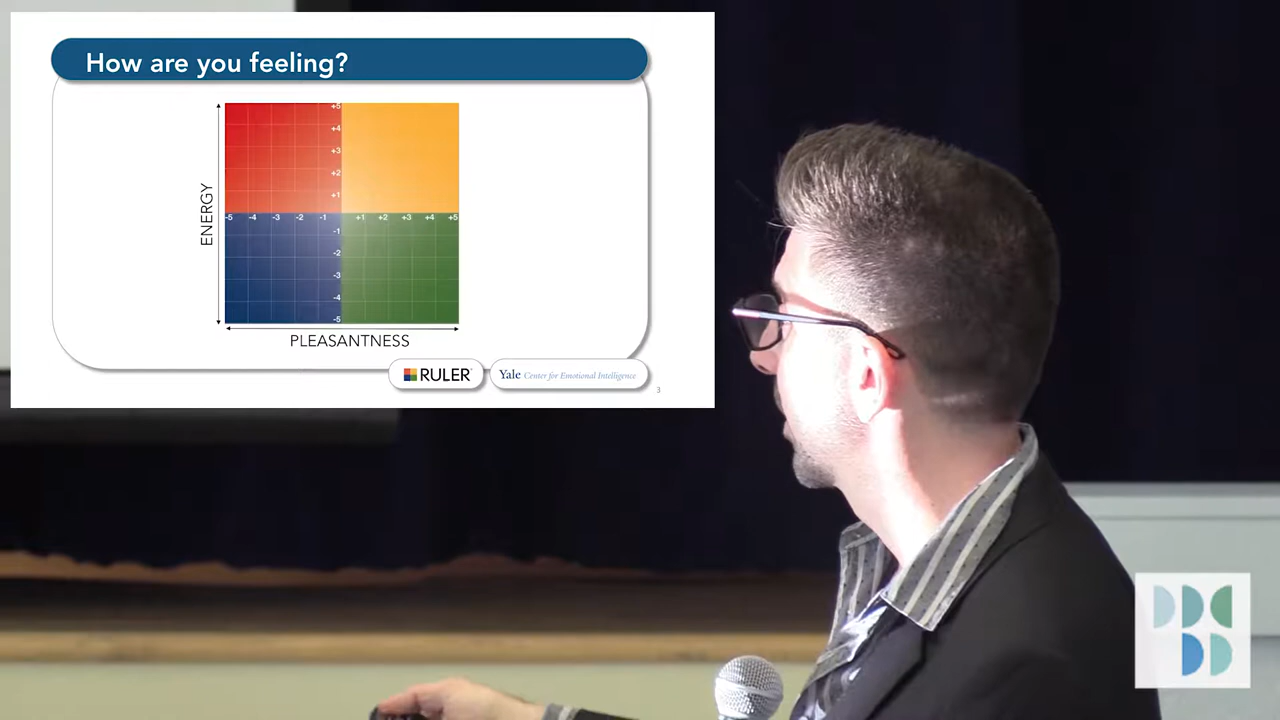 How are you feeling?
+5
+4
+3
+2
+1
-5 -4 -3 -2 -1 +1 +2 +3 +4 +5
-1
-2
-3
-4
-5
ENERGY
PLEASANTNESS
RULER
Yale Center for Emotional Intelligence
3